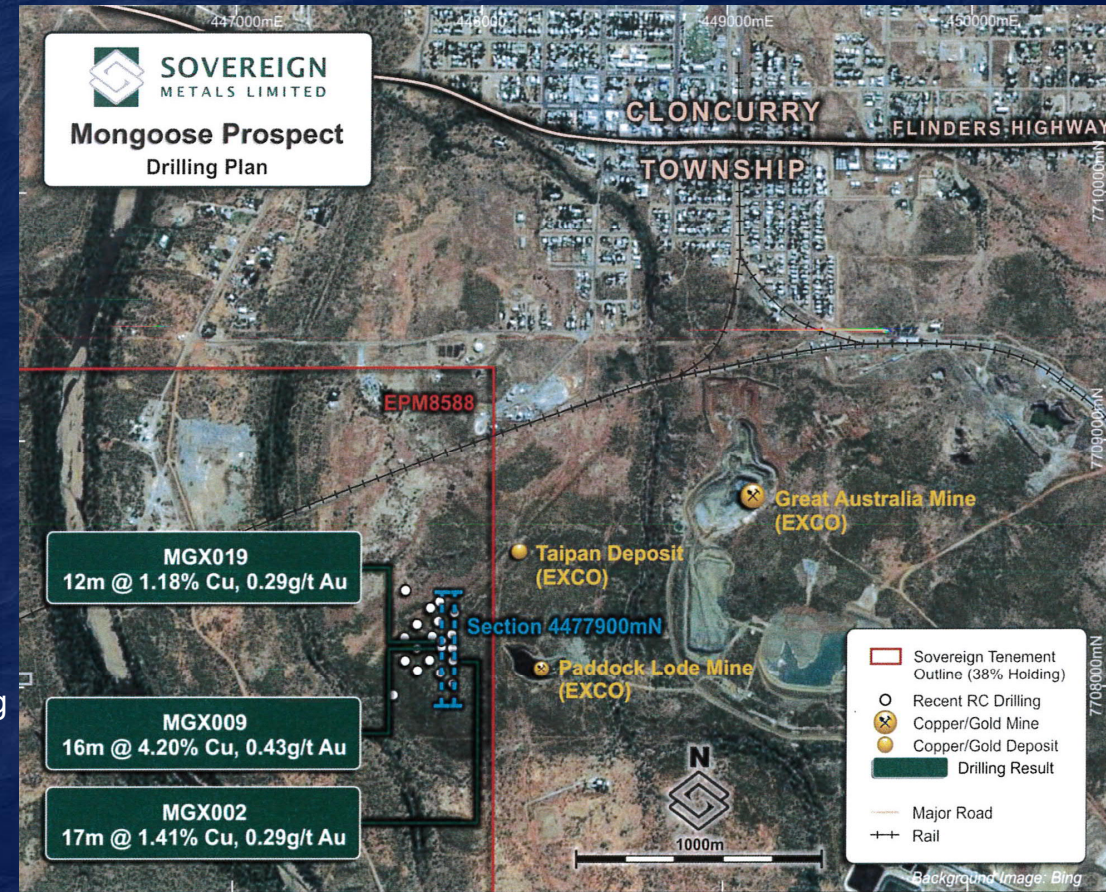 447000mE
448000
449000mE
450000mE
SOVEREIGN
METALS LIMITED
Mongoose Prospect
Drilling Plan
CLONCURRY
FLINDERS HIGHWAY
TOWNSHIP
7710000mN
EPM8588
7709000mN
Great Australia Mine
(EXCO)
Taipan Deposit
(EXCO)
MGX019
12m @ 1.18% Cu, 0.29g/t Au
Section 4477900mN
Paddock Lode Mine
(EXCO)
7708000mN
g
MGX009
16m @ 4.20% Cu, 0.43g/t Au
MGX002
17m @ 1.41% Cu, 0.29g/t Au
N
1000m
Sovereign Tenement
Outline (38% Holding)
Recent RC Drilling
Copper/Gold Mine
Copper/Gold Deposit
Drilling Result
Major Road
Rail
Background Image: Bing